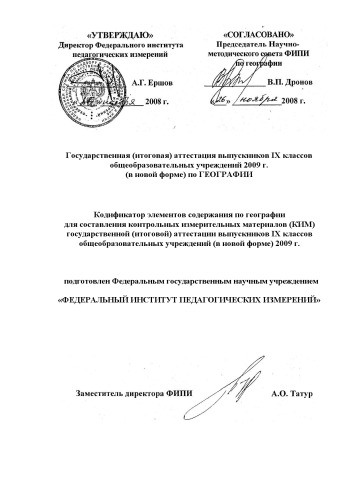 «УТВЕРЖДАЮ»
Директор Федерального института
педагогических измерений
А.Г. Ершов
2008 г.
«СОГЛАСОВАНО»
Председатель Научно-
методического совета ФИПИ
по географии
В.П. Дронов
«26» ноября 2008 г.
Государственная (итоговая) аттестация выпускников IX классов
общеобразовательных учреждений 2009 г.
(в новой форме) по ГЕОГРАФИИ
Кодификатор элементов содержания по географии
для составления контрольных измерительных материалов (КИМ)
государственной (итоговой) аттестации выпускников IX классов
общеобразовательных учреждений (в новой форме) 2009 г.
подготовлен Федеральным государственным научным учреждением
«ФЕДЕРАЛЬНЫЙ ИНСТИТУТ ПЕДАГОГИЧЕСКИХ ИЗМЕРЕНИЙ»
Заместитель директора ФИПИ
А.О. Татур